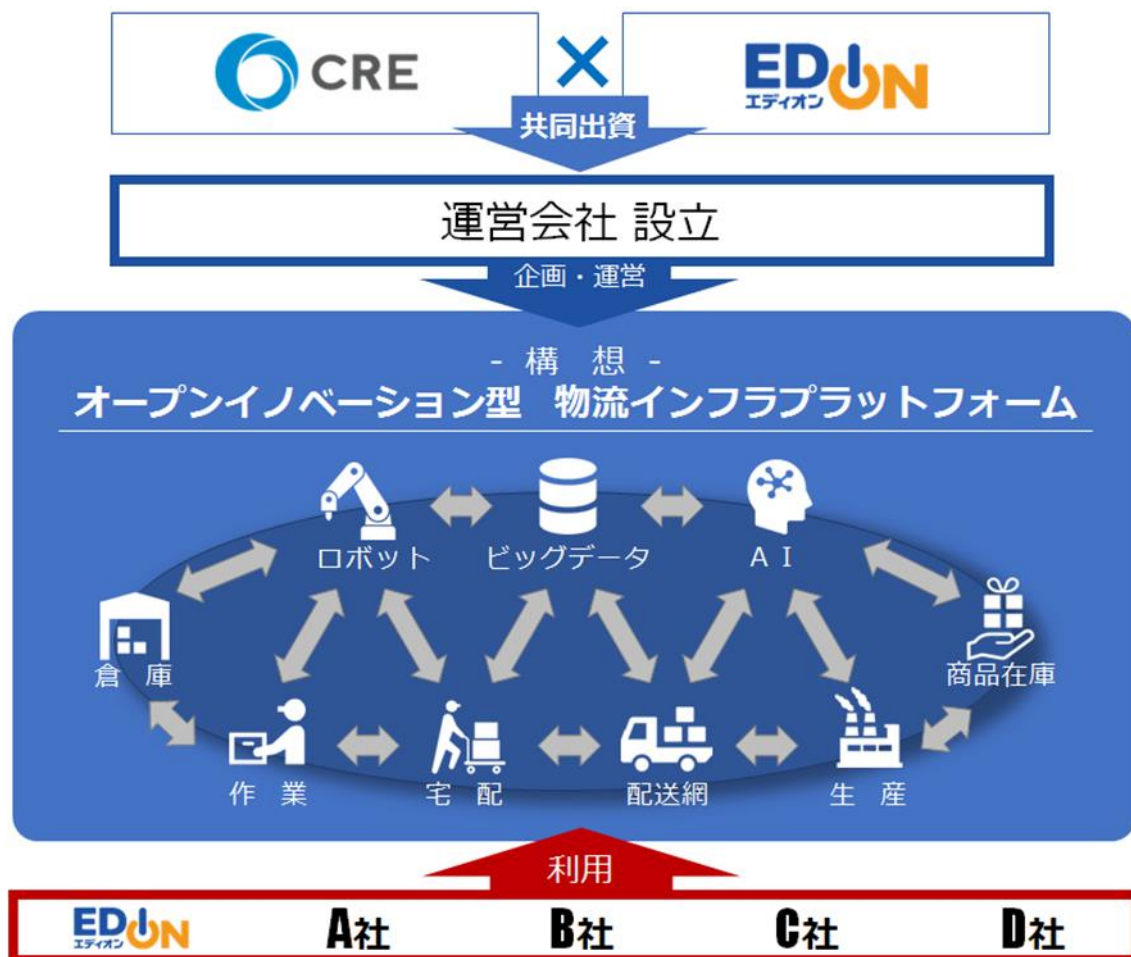 CRE × EDION
エディオン
共同出資
運営会社 設立
企画・運営
- 構 想 -
オープンイノベーション型 物流インフラプラットフォーム
ロボット ビッグデータ AI
倉 庫 商品在庫
作 業 宅 配 配送網 生 産
利用
EDION A社 B社 C社 D社
エディオン